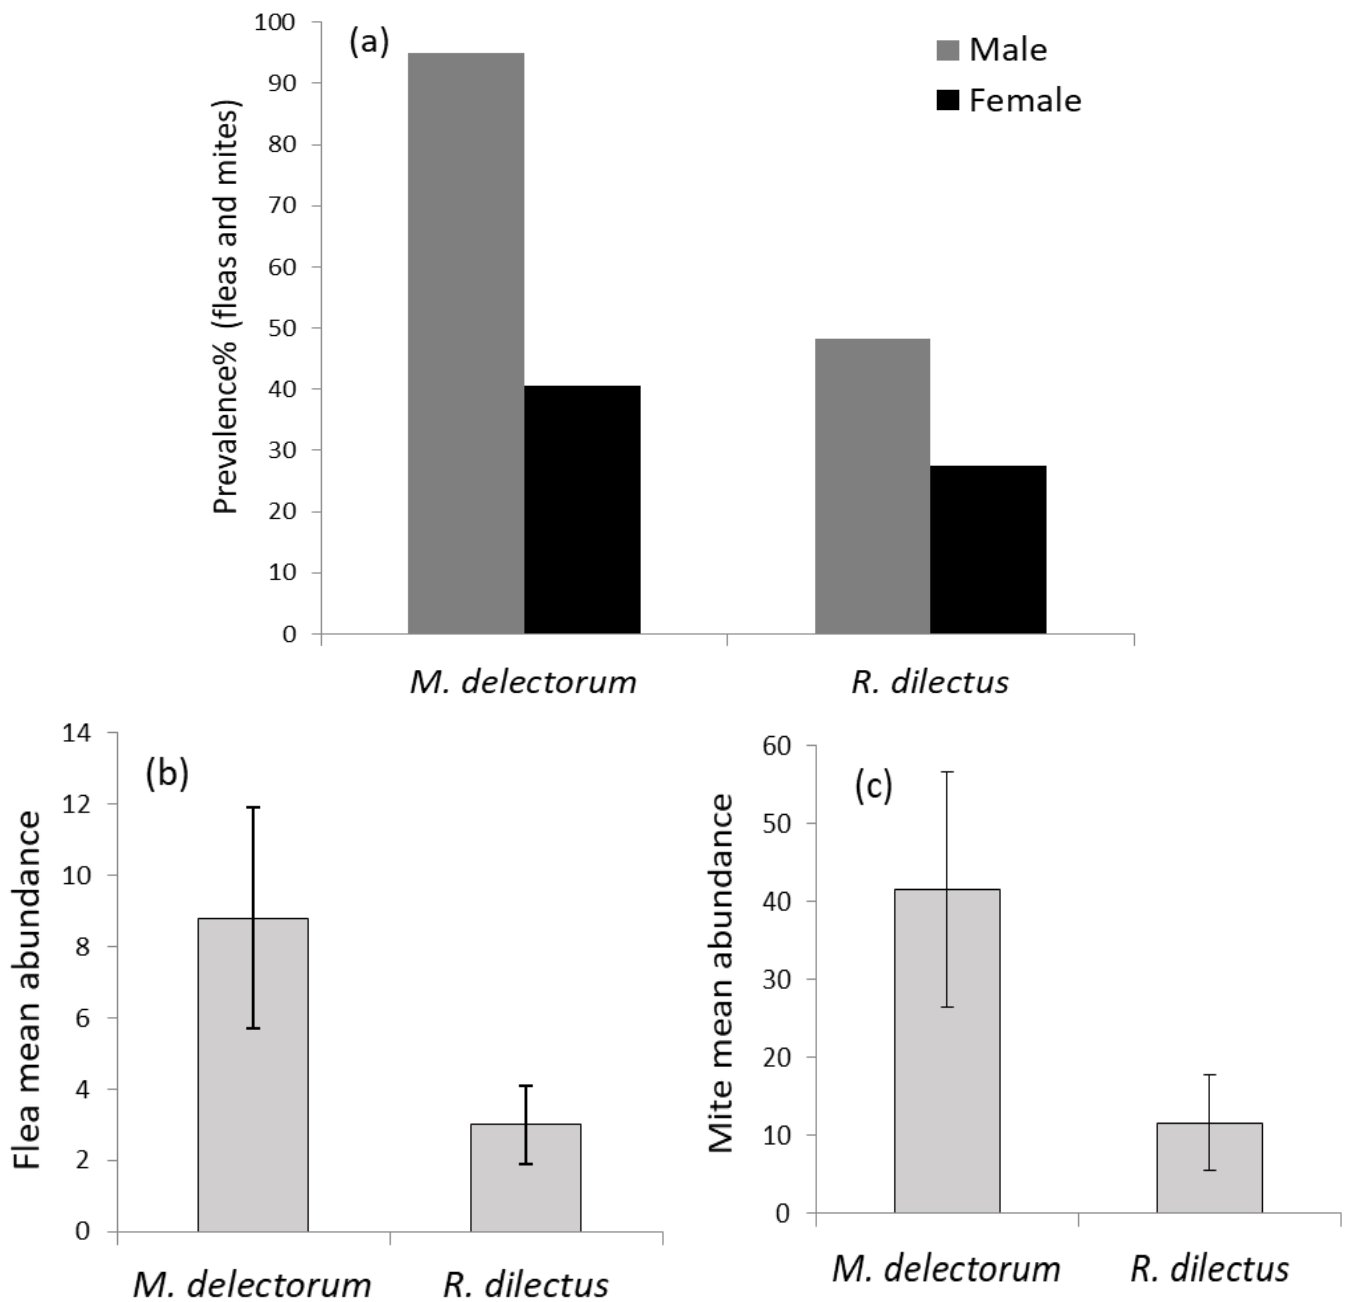 (a)
Male
Female
Prevalence% (fleas and mites)
100
90
80
70
60
50
40
30
20
10
0
M. delectorum
R. dilectus
(b)
Flea mean abundance
14
12
10
8
6
4
2
0
M. delectorum
R. dilectus
(c)
Mite mean abundance
60
50
40
30
20
10
0
M. delectorum
R. dilectus